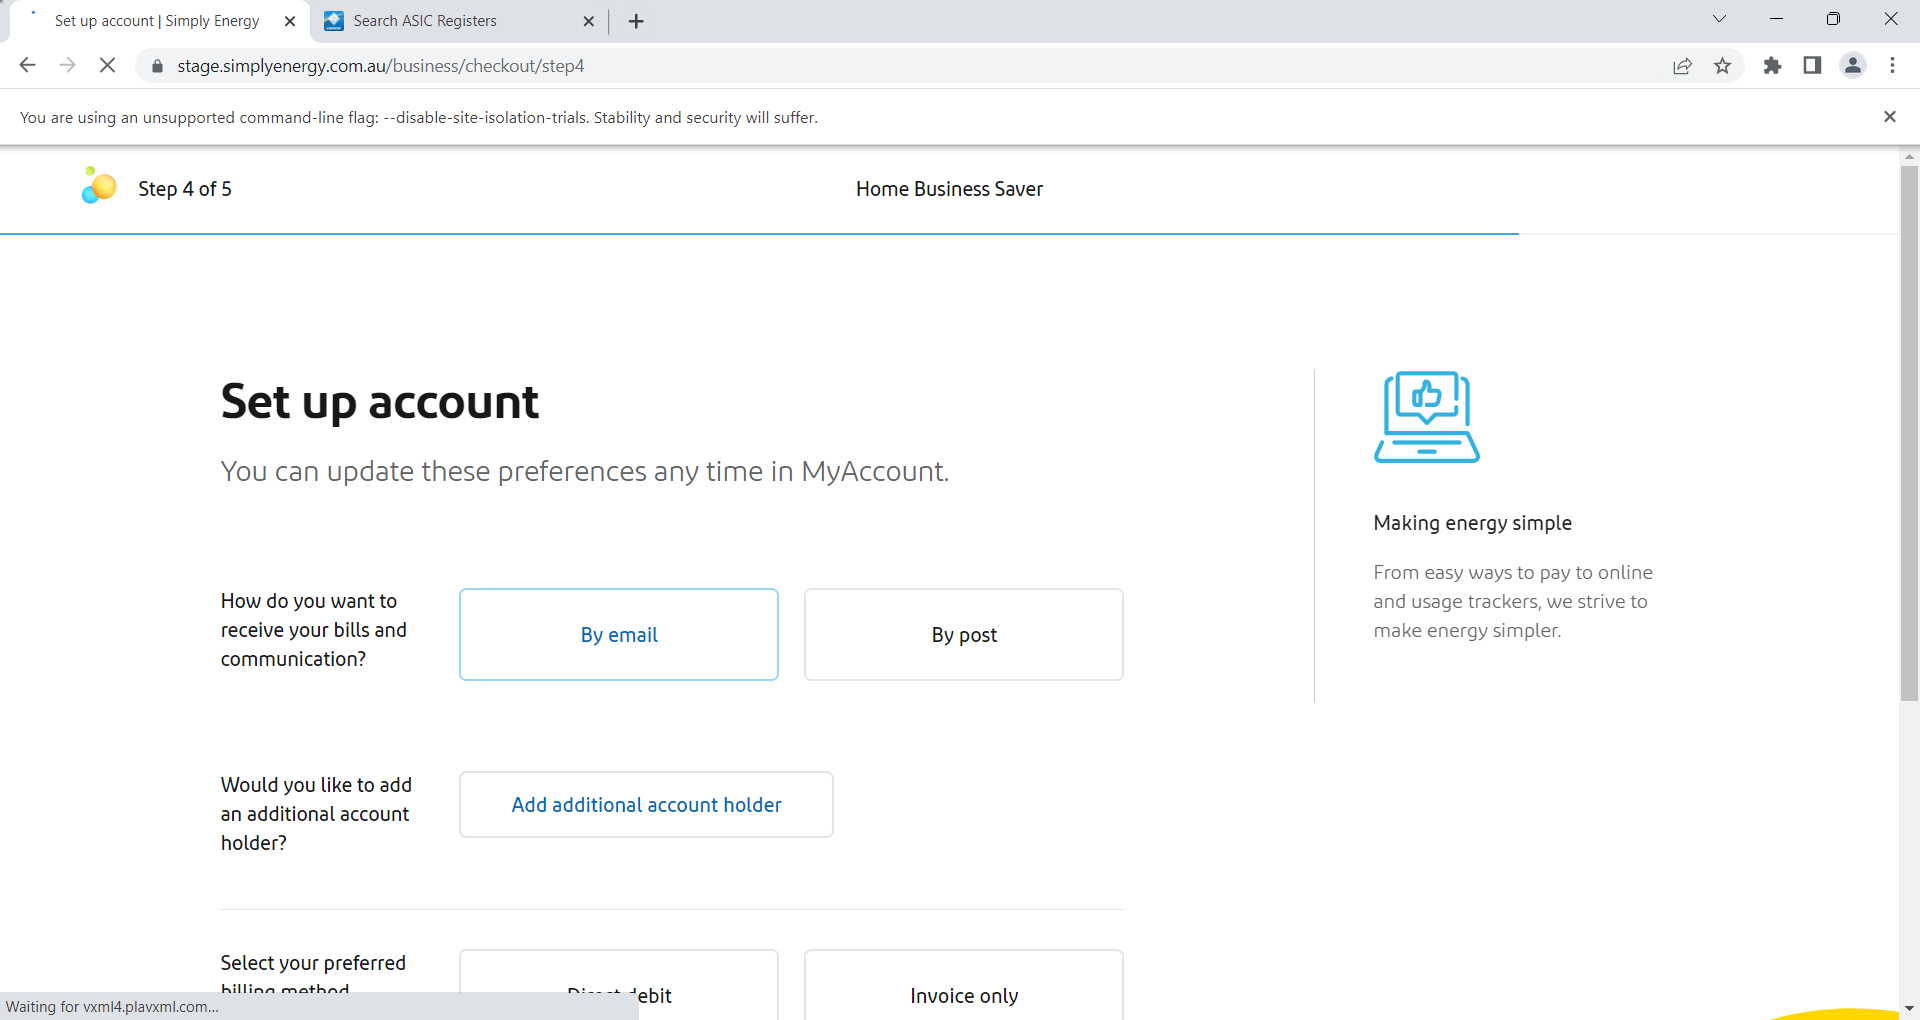 Set up account | Simply Energy
Search ASIC Registers
stage.simplyenergy.com.au/business/checkout/step4
You are using an unsupported command-line flag: --disable-site-isolation-trials. Stability and security will suffer.
Step 4 of 5
Home Business Saver
Set up account
You can update these preferences any time in MyAccount.
Making energy simple
From easy ways to pay to online
and usage trackers, we strive to
make energy simpler.
How do you want to
receive your bills and
communication?
By email
By post
Would you like to add
an additional account
holder?
Add additional account holder
Select your preferred
billing method
Direct debit
Invoice only
Waiting for vxml4.plavxml.com...